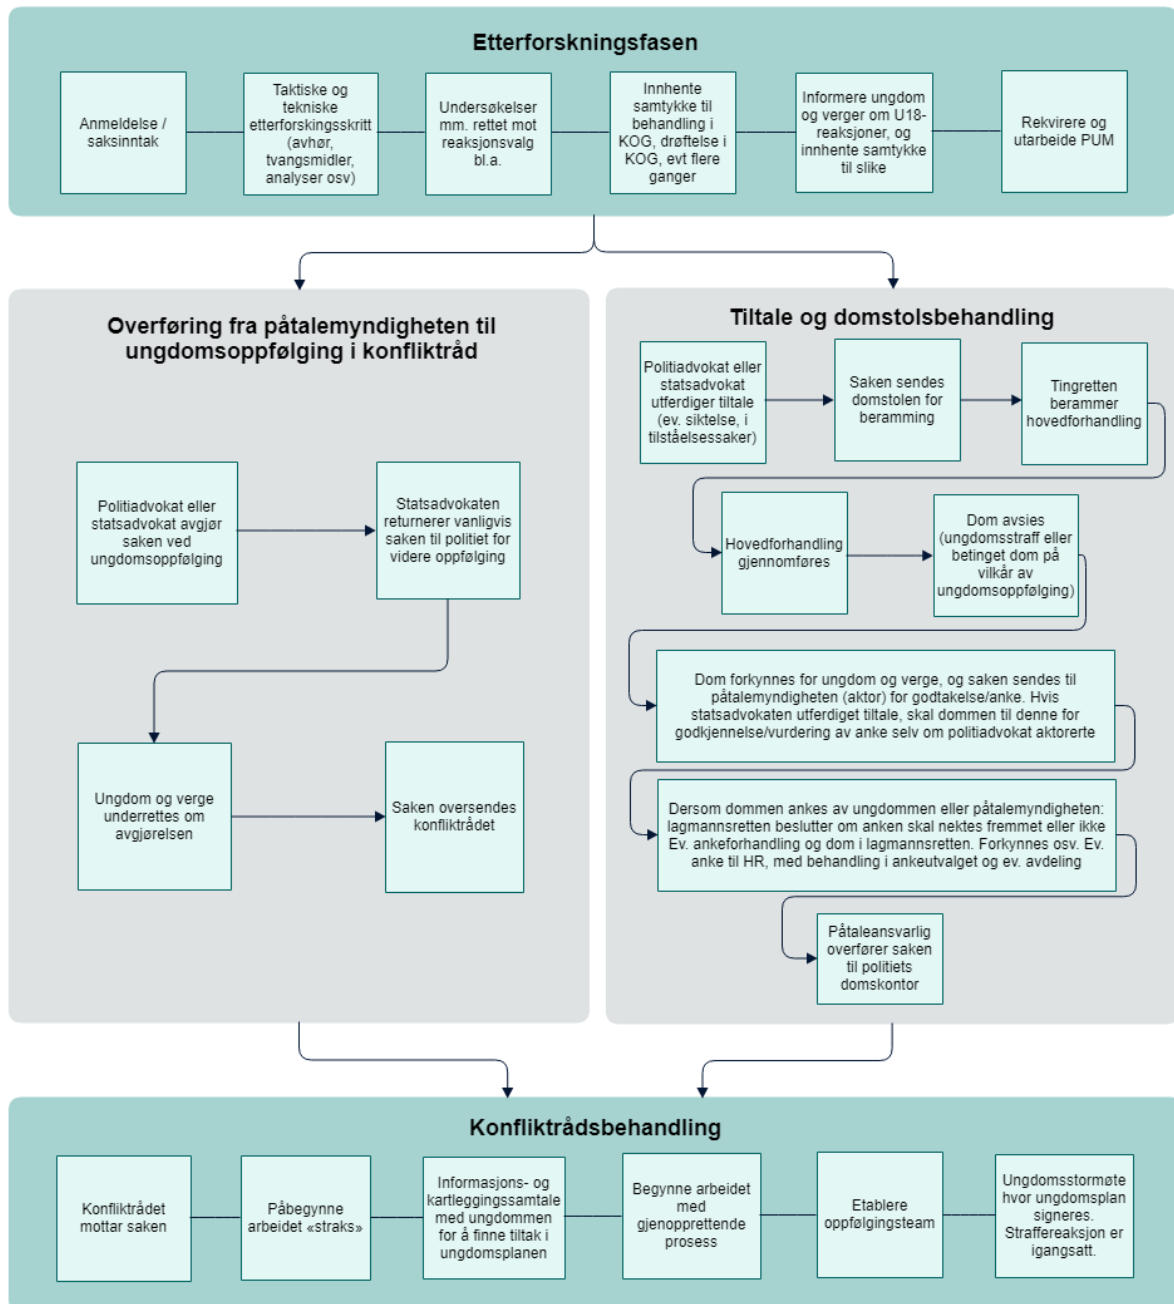 Etterforskningsfasen
Anmeldelse /
saksinntak
Taktiske og
tekniske
etterforskingsskritt
(avhør,
tvangsmidler,
analyser osv)
Undersøkelser
mm. rettet mot
reaksjonsvalg
bl.a.
Innhente
samtykke til
behandling i
KOG, drøftelse i
KOG, evt flere
ganger
Informere ungdom
og verger om U18-
reaksjoner, og
innhente samtykke
til slike
Rekvirere og
utarbeide PUM
Overføring fra påtalemyndigheten til
ungdomsoppfølging i konfliktråd
Politiadvokat eller
statsadvokat avgjør
saken ved
ungdomsoppfølging
Statsadvokaten
returnerer vanligvis
saken til politiet for
videre oppfølging
Ungdom og verge
underrettes om
avgjørelsen
Saken oversendes
konfliktrådet
Tiltale og domstolsbehandling
Politiadvokat eller
statsadvokat
utferdiger tiltale
(ev. siktelse, i
tilståelsessaker)
Saken sendes
domstolen for
beramming
Tingretten
berammer
hovedforhandling
Hovedforhandling
gjennomføres
Dom avsies
(ungdomsstraff eller
betinget dom på
vilkår av
ungdomsoppfølging)
Dom forkynnes for ungdom og verge, og saken sendes til
påtalemyndigheten (aktor) for godtakelse/anke. Hvis
statsadvokaten utferdiget tiltale, skal dommen til denne for
godkjennelse/vurdering av anke selv om politiadvokat aktorerte
Dersom dommen ankes av ungdommen eller påtalemyndigheten:
lagmannsretten beslutter om anken skal nektes fremmet eller ikke
Ev. ankeforhandling og dom i lagmannsretten. Forkynnes osv. Ev.
anke til HR, med behandling i ankeutvalget og ev. avdeling
Påtaleansvarlig
overfører saken
til politiets
domskontor
Konfliktrådsbehandling
Konfliktrådet
mottar saken
Påbegynne
arbeidet «straks»
Informasjons- og
kartleggingssamtale
med ungdommen
for å finne tiltak i
ungdomsplanen
Begynne arbeidet
med
gjenopprettende
prosess
Etablere
oppfølgingsteam
Ungdomsstormøte
hvor ungdomsplan
signeres.
Straffereaksjon er
igangsatt.